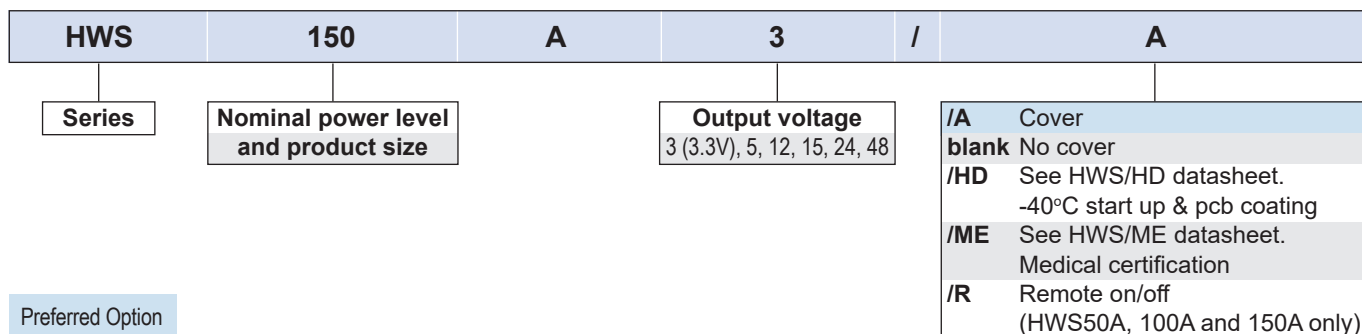 HWS 150 A 3 / A
Series
Nominal power level
and product size
Output voltage
3 (3.3V), 5, 12, 15, 24, 48
/A Cover
blank No cover
/HD See HWS/HD datasheet.
-40°C start up & pcb coating
/ME See HWS/ME datasheet.
Medical certification
/R Remote on/off
(HWS50A, 100A and 150A only)
Preferred Option